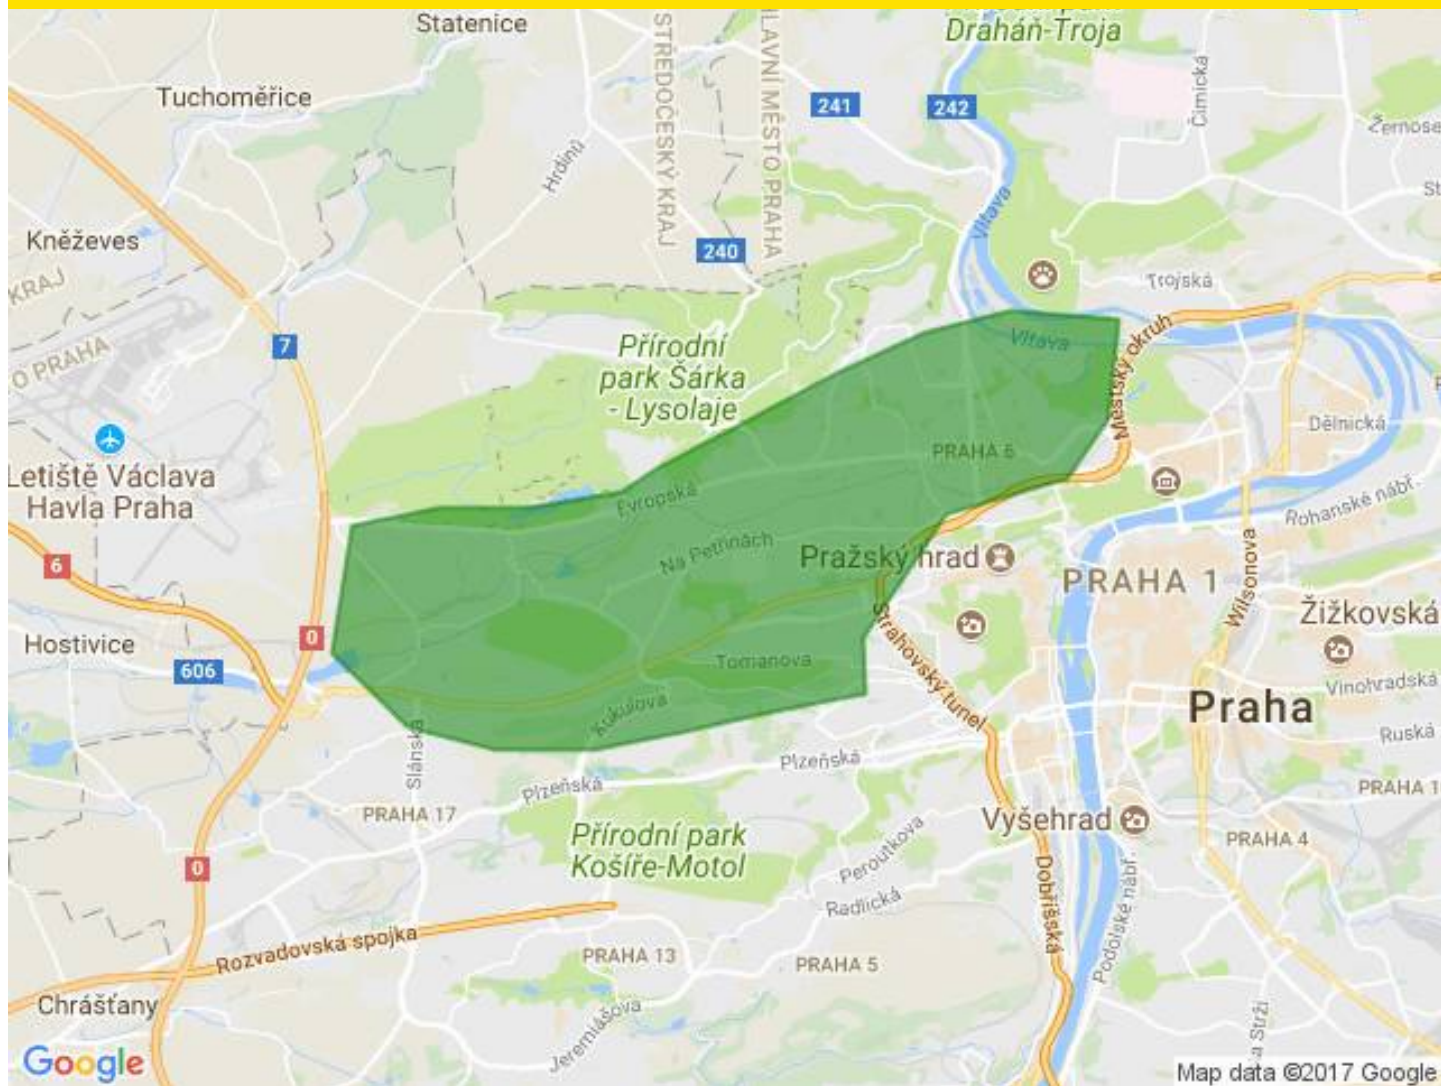 Statenice
Draháň-Troja
Tuchoměřice
STŘEDOČESKÝ KRAJ
HLAVNÍ MĚSTO PRAHA
241
242
Čimická
Hrdinů
Vltava
Kněževes
240
KRAJ
Trojská
O PRAHA
7
Přírodní
park Šárka
- Lysolaje
Vltava
Městský okruh
Dělnická
Letiště Václava
Havla Praha
PRAHA 6
Evropská
Rohanské nábř.
Na Petřinách
6
Pražský hrad
PRAHA 1
Wilsonova
Žižkovská
Hostivice
0
606
Strahovský tunel
Tomanova
Vinohradská
Kukulova
Praha
Ruská
Slánská
Plzeňská
Plzeňská
PRAHA 1
PRAHA 17
Vyšehrad
Přírodní park
Košíře-Motol
PRAHA 4
Peroutkova
0
Radlická
Dobříšská
Podolské nábř.
Rozvadovská spojka
PRAHA 13
PRAHA 5
Chrášťany
Jeremiášova
a Strži
Google
Map data ©2017 Google